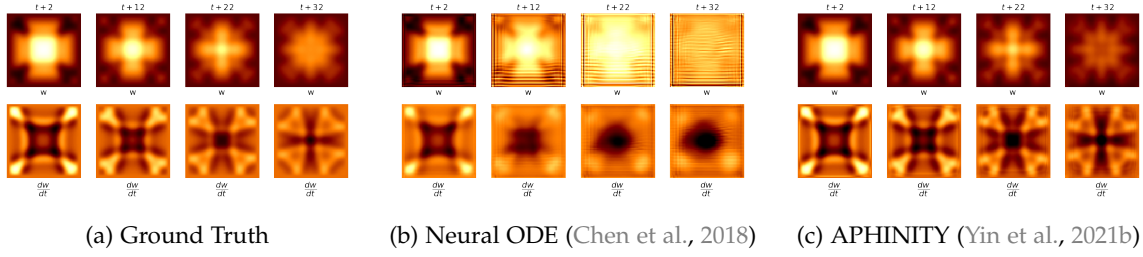 t + 2 t + 12 t + 22 t + 32 t + 2 t + 12 t + 22 t + 32 t + 2 t + 12 t + 22 t + 32
w w w w w w w w w w w w
dw/dt dw/dt dw/dt dw/dt dw/dt dw/dt dw/dt dw/dt dw/dt dw/dt dw/dt dw/dt
(a) Ground Truth (b) Neural ODE (Chen et al., 2018) (c) APHINITY (Yin et al., 2021b)